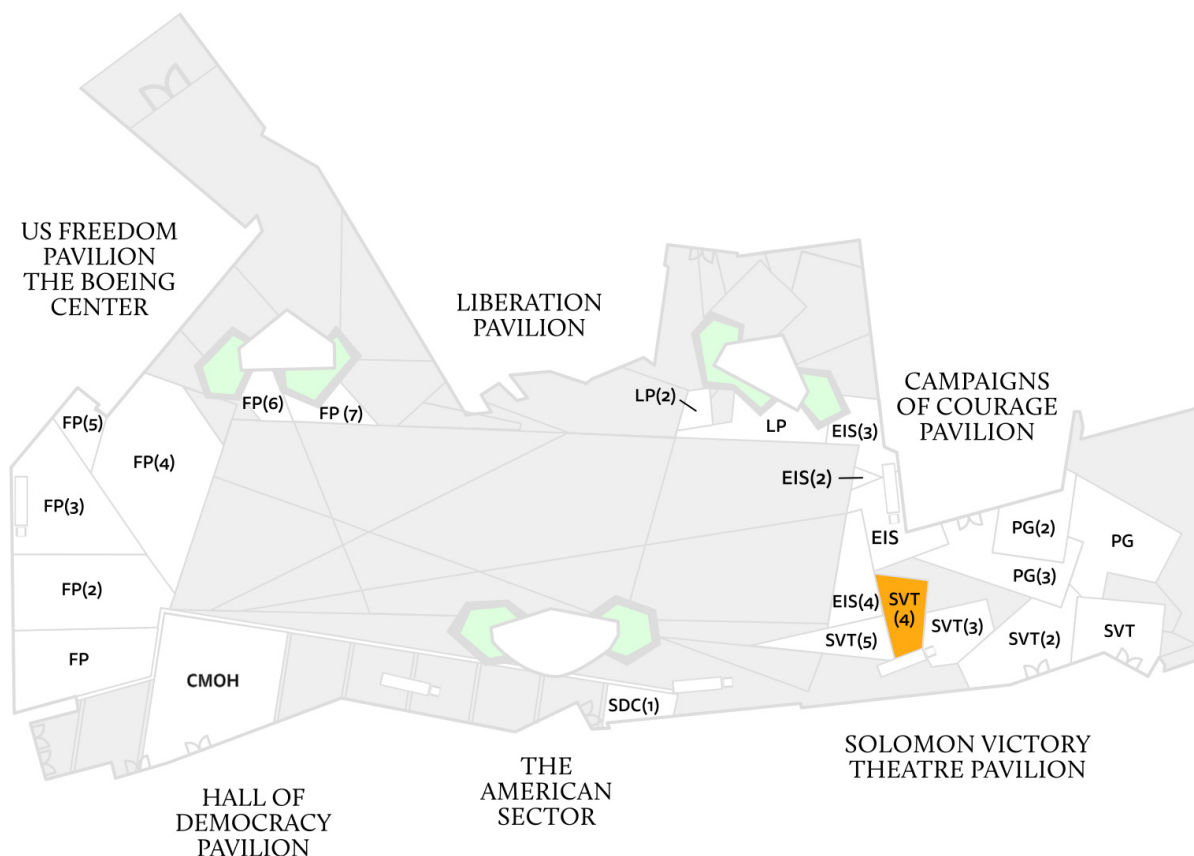 US FREEDOM
PAVILION
THE BOEING
CENTER
LIBERATION
PAVILION
CAMPAIGNS
OF COURAGE
PAVILION
FP(5)
FP(6)
FP (7)
LP(2)
LP
EIS(3)
FP(4)
EIS(2)
FP(3)
EIS
PG(2)
PG
PG(3)
FP(2)
EIS(4)
SVT
(4)
SVT(5)
SVT(3)
SVT(2)
SVT
FP
CMOH
SDC(1)
SOLOMON VICTORY
THEATRE PAVILION
THE
AMERICAN
SECTOR
HALL OF
DEMOCRACY
PAVILION